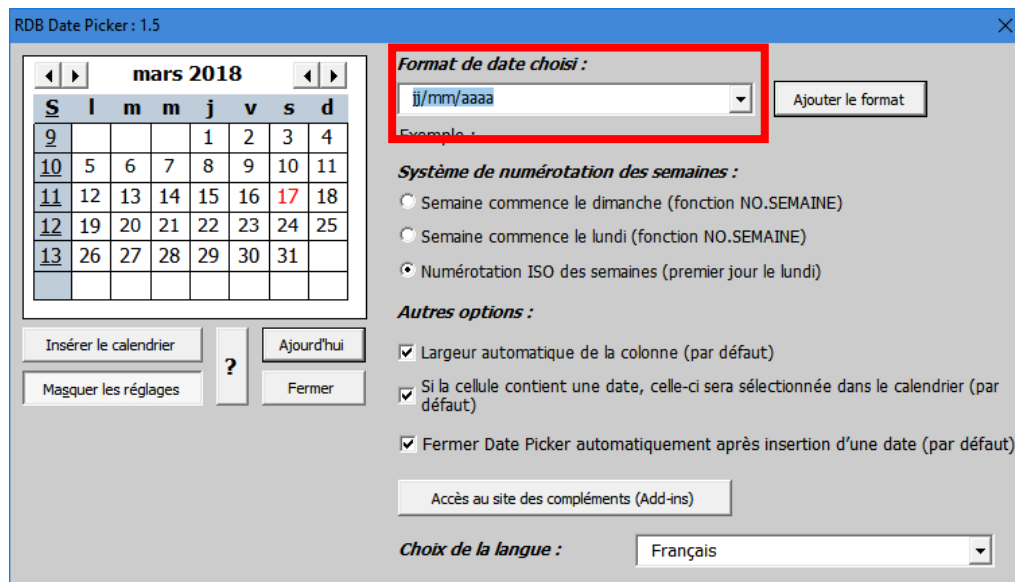 RDB Date Picker : 1.5
mars 2018
S l m m j v s d
9 1 2 3 4
10 5 6 7 8 9 10 11
11 12 13 14 15 16 17 18
12 19 20 21 22 23 24 25
13 26 27 28 29 30 31
Insérer le calendrier
?
Ajourd'hui
Masquer les réglages
Fermer
Format de date choisi :
jj/mm/aaaa
Ajouter le format
Exemple :
Système de numérotation des semaines :
Semaine commence le dimanche (fonction NO.SEMAINE)
Semaine commence le lundi (fonction NO.SEMAINE)
Numérotation ISO des semaines (premier jour le lundi)
Autres options :
Largeur automatique de la colonne (par défaut)
Si la cellule contient une date, celle-ci sera sélectionnée dans le calendrier (par
défaut)
Fermer Date Picker automatiquement après insertion d’une date (par défaut)
Accès au site des compléments (Add-ins)
Choix de la langue :
Français